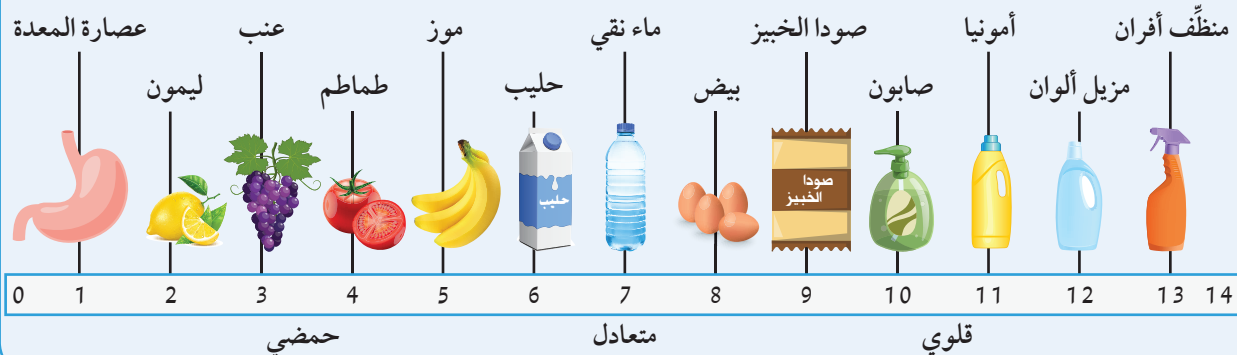 منظِّف أفران
أمونيا
صودا الخبيز
ماء نقي
موز
عنب
عصارة المعدة
مزيل ألوان
صابون
بيض
حليب
طماطم
ليمون
صودا
الخبيز
حليب
0 1 2 3 4 5 6 7 8 9 10 11 12 13 14
قلوي
متعادل
حمضي